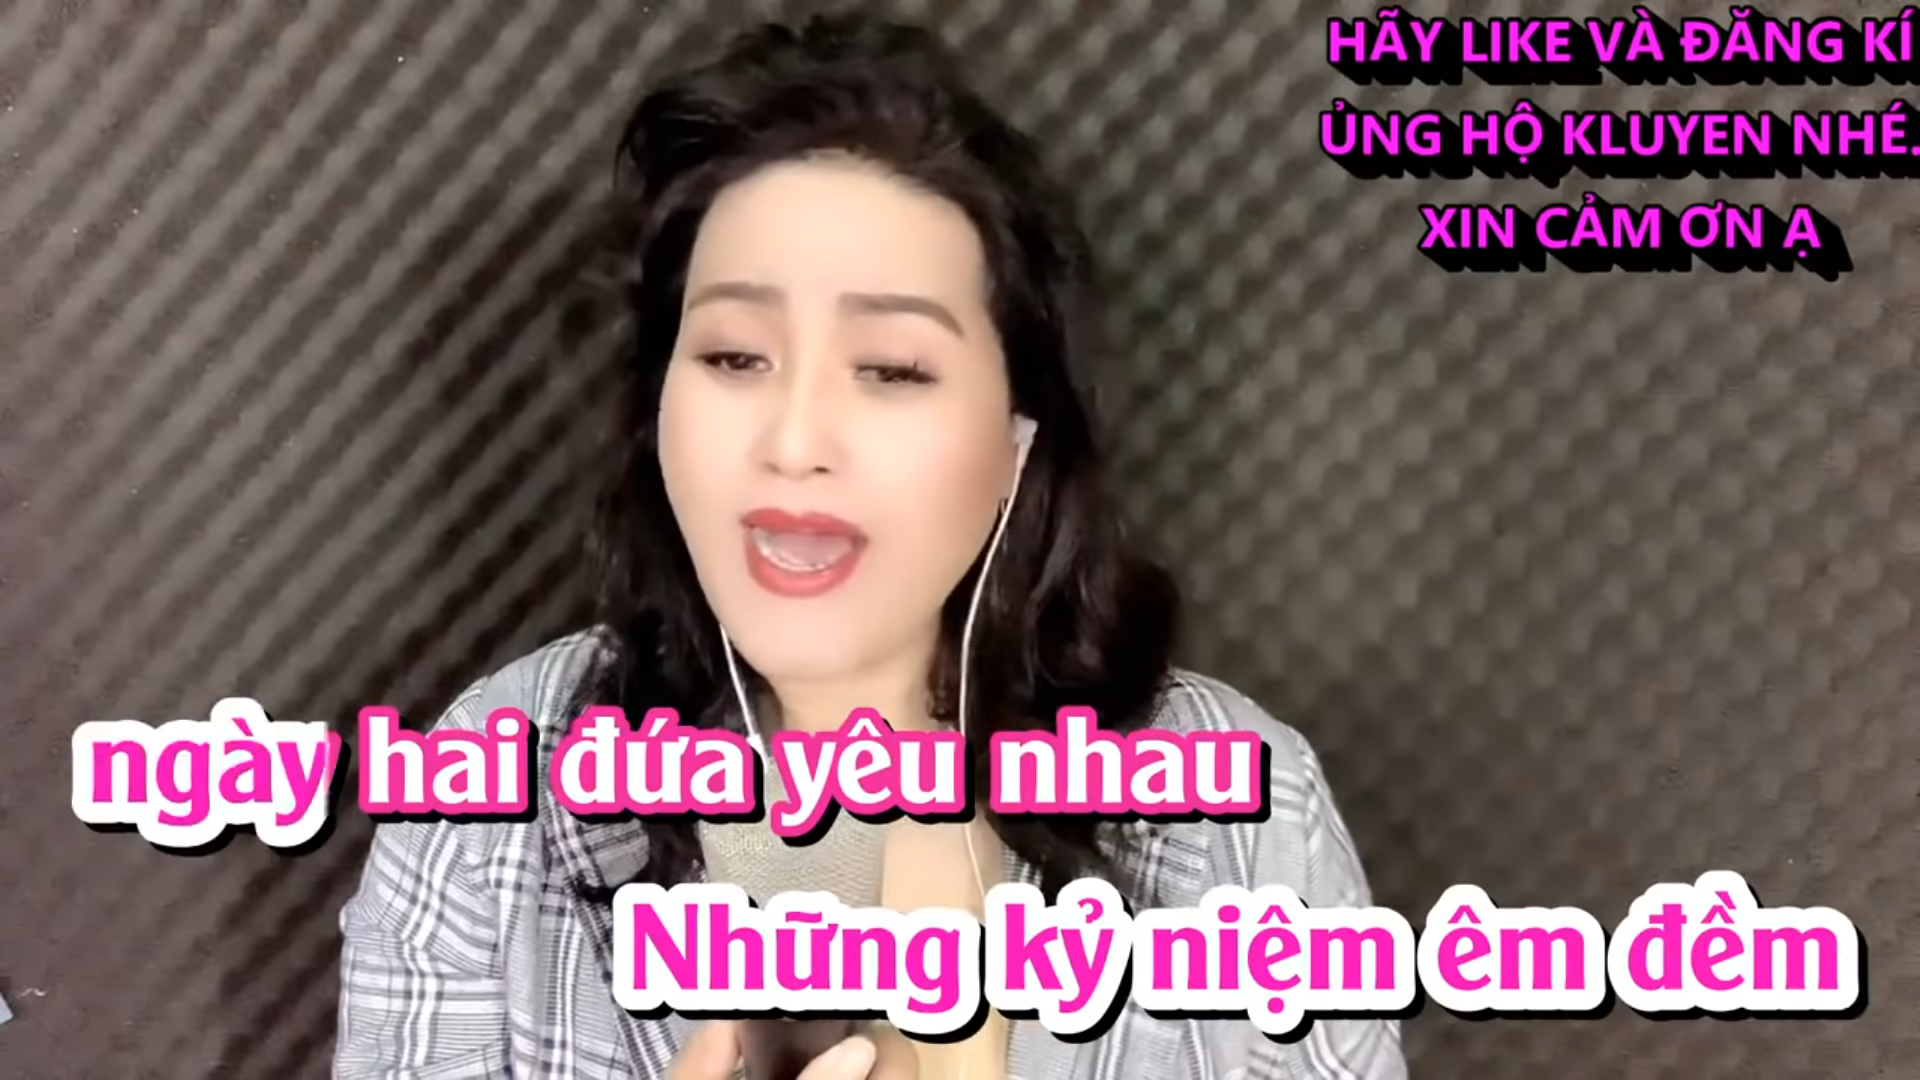 HÃY LIKE VÀ ĐĂNG KÍ
ỦNG HỘ KLUYEN NHÉ.
XIN CẢM ƠN Ạ
ngày hai đứa yêu nhau
Những kỷ niệm êm đềm